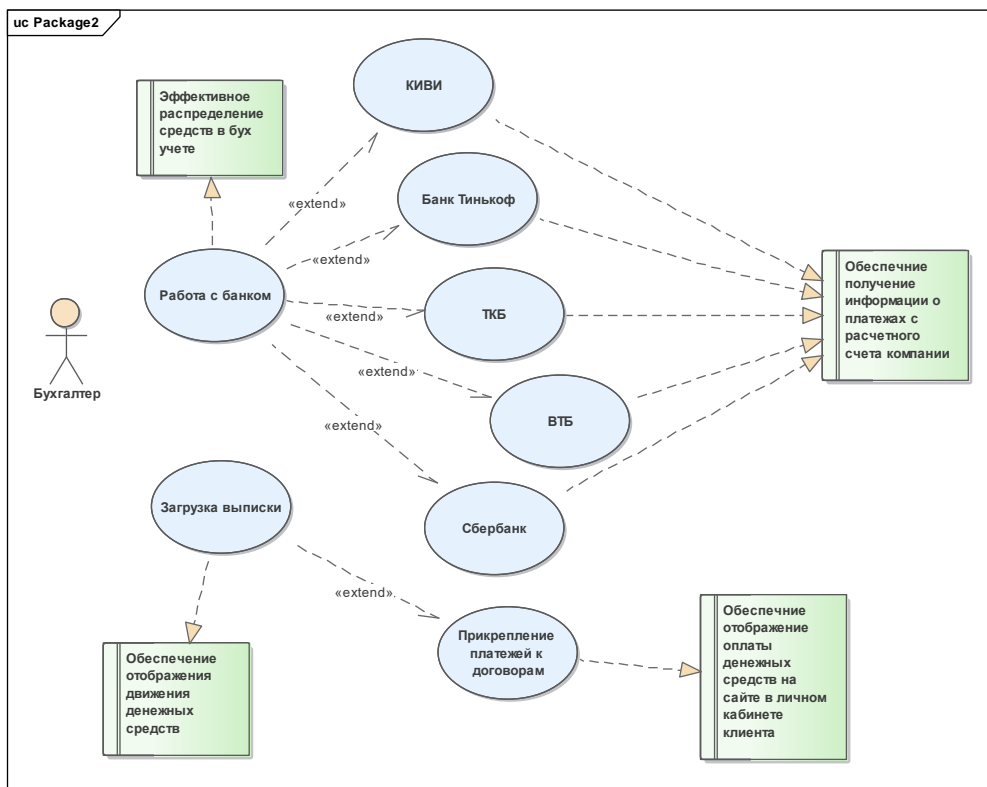 uc Package2
КИВИ
Эффективное
распределение
средств в бух
учете
«extend»
Банк Тинькоф
«extend»
Работа с банком
Обеспечние
получение
информации о
платежах с
расчетного
счета компании
ТКБ
«extend»
Бухгалтер
«extend»
ВТБ
«extend»
Загрузка выписки
Сбербанк
«extend»
Прикрепление
платежей к
договорам
Обеспечние
отображение
оплаты
денежных
средств на
сайте в личном
кабинете
клиента
Обеспечение
отображения
движения
денежных
средств